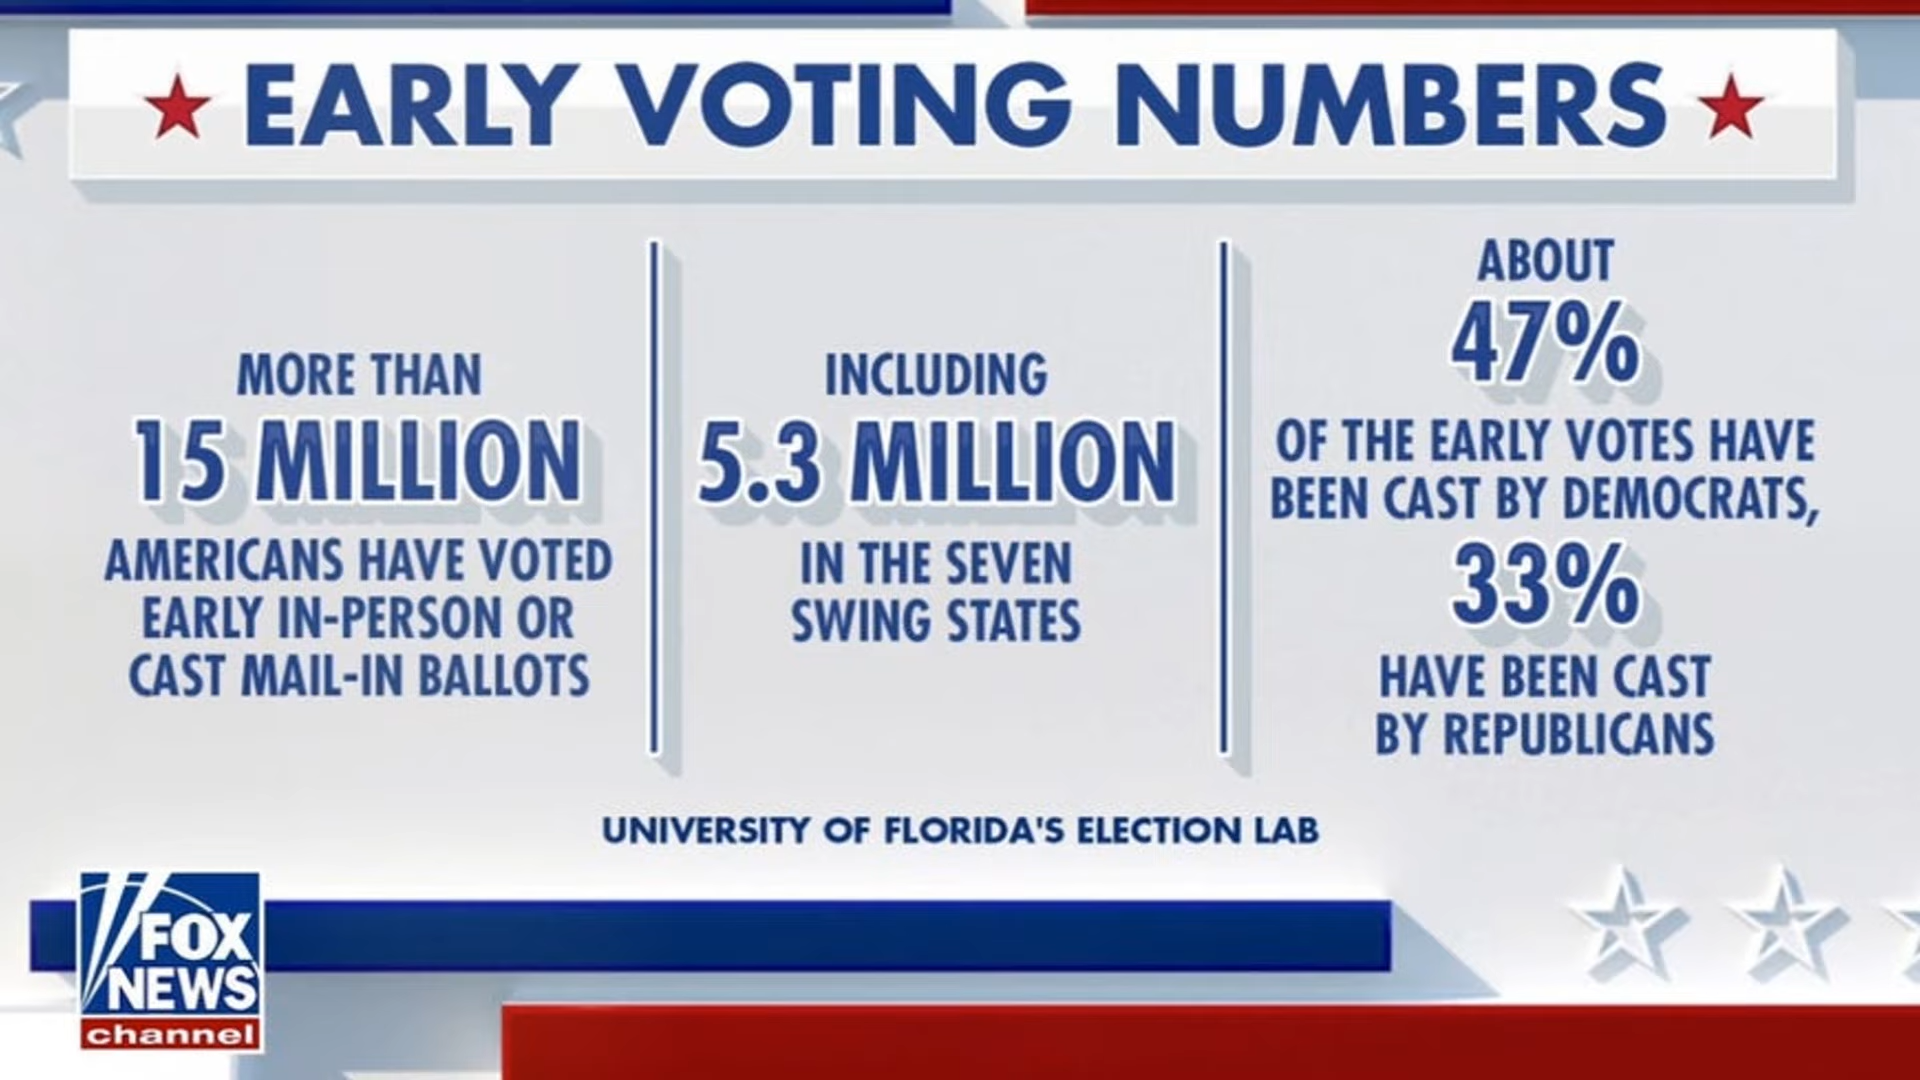 EARLY VOTING NUMBERS
MORE THAN
15 MILLION
AMERICANS HAVE VOTED
EARLY IN-PERSON OR
CAST MAIL-IN BALLOTS
INCLUDING
5.3 MILLION
IN THE SEVEN
SWING STATES
ABOUT
47%
OF THE EARLY VOTES HAVE
BEEN CAST BY DEMOCRATS,
33%
HAVE BEEN CAST
BY REPUBLICANS
UNIVERSITY OF FLORIDA'S ELECTION LAB
FOX
NEWS
channel